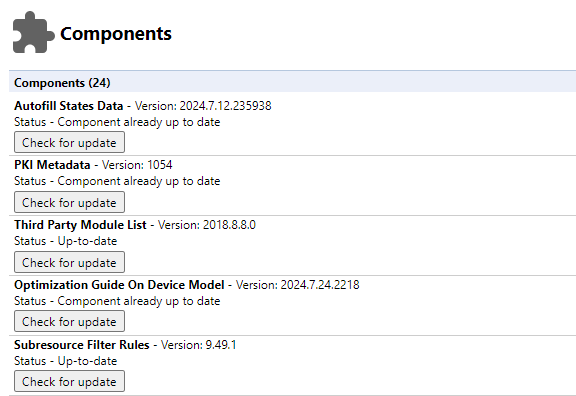 Components
Components (24)
Autofill States Data - Version: 2024.7.12.235938
Status - Component already up to date
Check for update
PKI Metadata - Version: 1054
Status - Component already up to date
Check for update
Third Party Module List - Version: 2018.8.8.0
Status - Up-to-date
Check for update
Optimization Guide On Device Model - Version: 2024.7.24.2218
Status - Component already up to date
Check for update
Subresource Filter Rules - Version: 9.49.1
Status - Up-to-date
Check for update